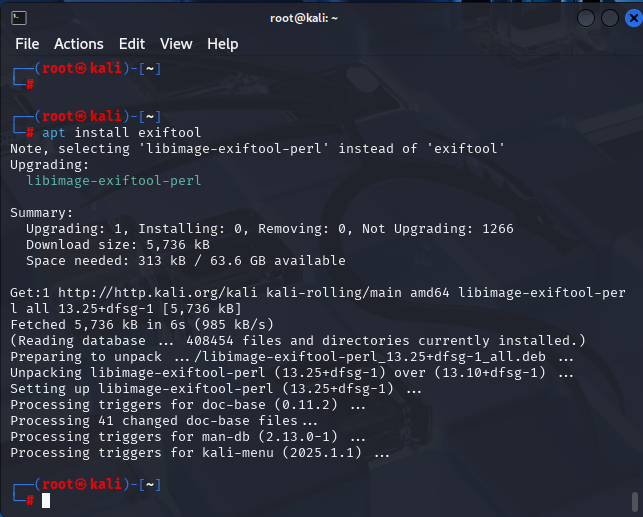 root@kali: ~
File Actions Edit View Help
┌──(root㉿kali)-[~]
└─#
┌──(root㉿kali)-[~]
└─# apt install exiftool
Note, selecting 'libimage-exiftool-perl' instead of 'exiftool'
Upgrading:
libimage-exiftool-perl
Summary:
Upgrading: 1, Installing: 0, Removing: 0, Not Upgrading: 1266
Download size: 5,736 kB
Space needed: 313 kB / 63.6 GB available
Get:1 http://http.kali.org/kali kali-rolling/main amd64 libimage-exiftool-per
l all 13.25+dfsg-1 [5,736 kB]
Fetched 5,736 kB in 6s (985 kB/s)
(Reading database ... 408454 files and directories currently installed.)
Preparing to unpack .../libimage-exiftool-perl_13.25+dfsg-1_all.deb ...
Unpacking libimage-exiftool-perl (13.25+dfsg-1) over (13.10+dfsg-1) ...
Setting up libimage-exiftool-perl (13.25+dfsg-1) ...
Processing triggers for doc-base (0.11.2) ...
Processing 41 changed doc-base files...
Processing triggers for man-db (2.13.0-1) ...
Processing triggers for kali-menu (2025.1.1) ...
┌──(root㉿kali)-[~]
└─#